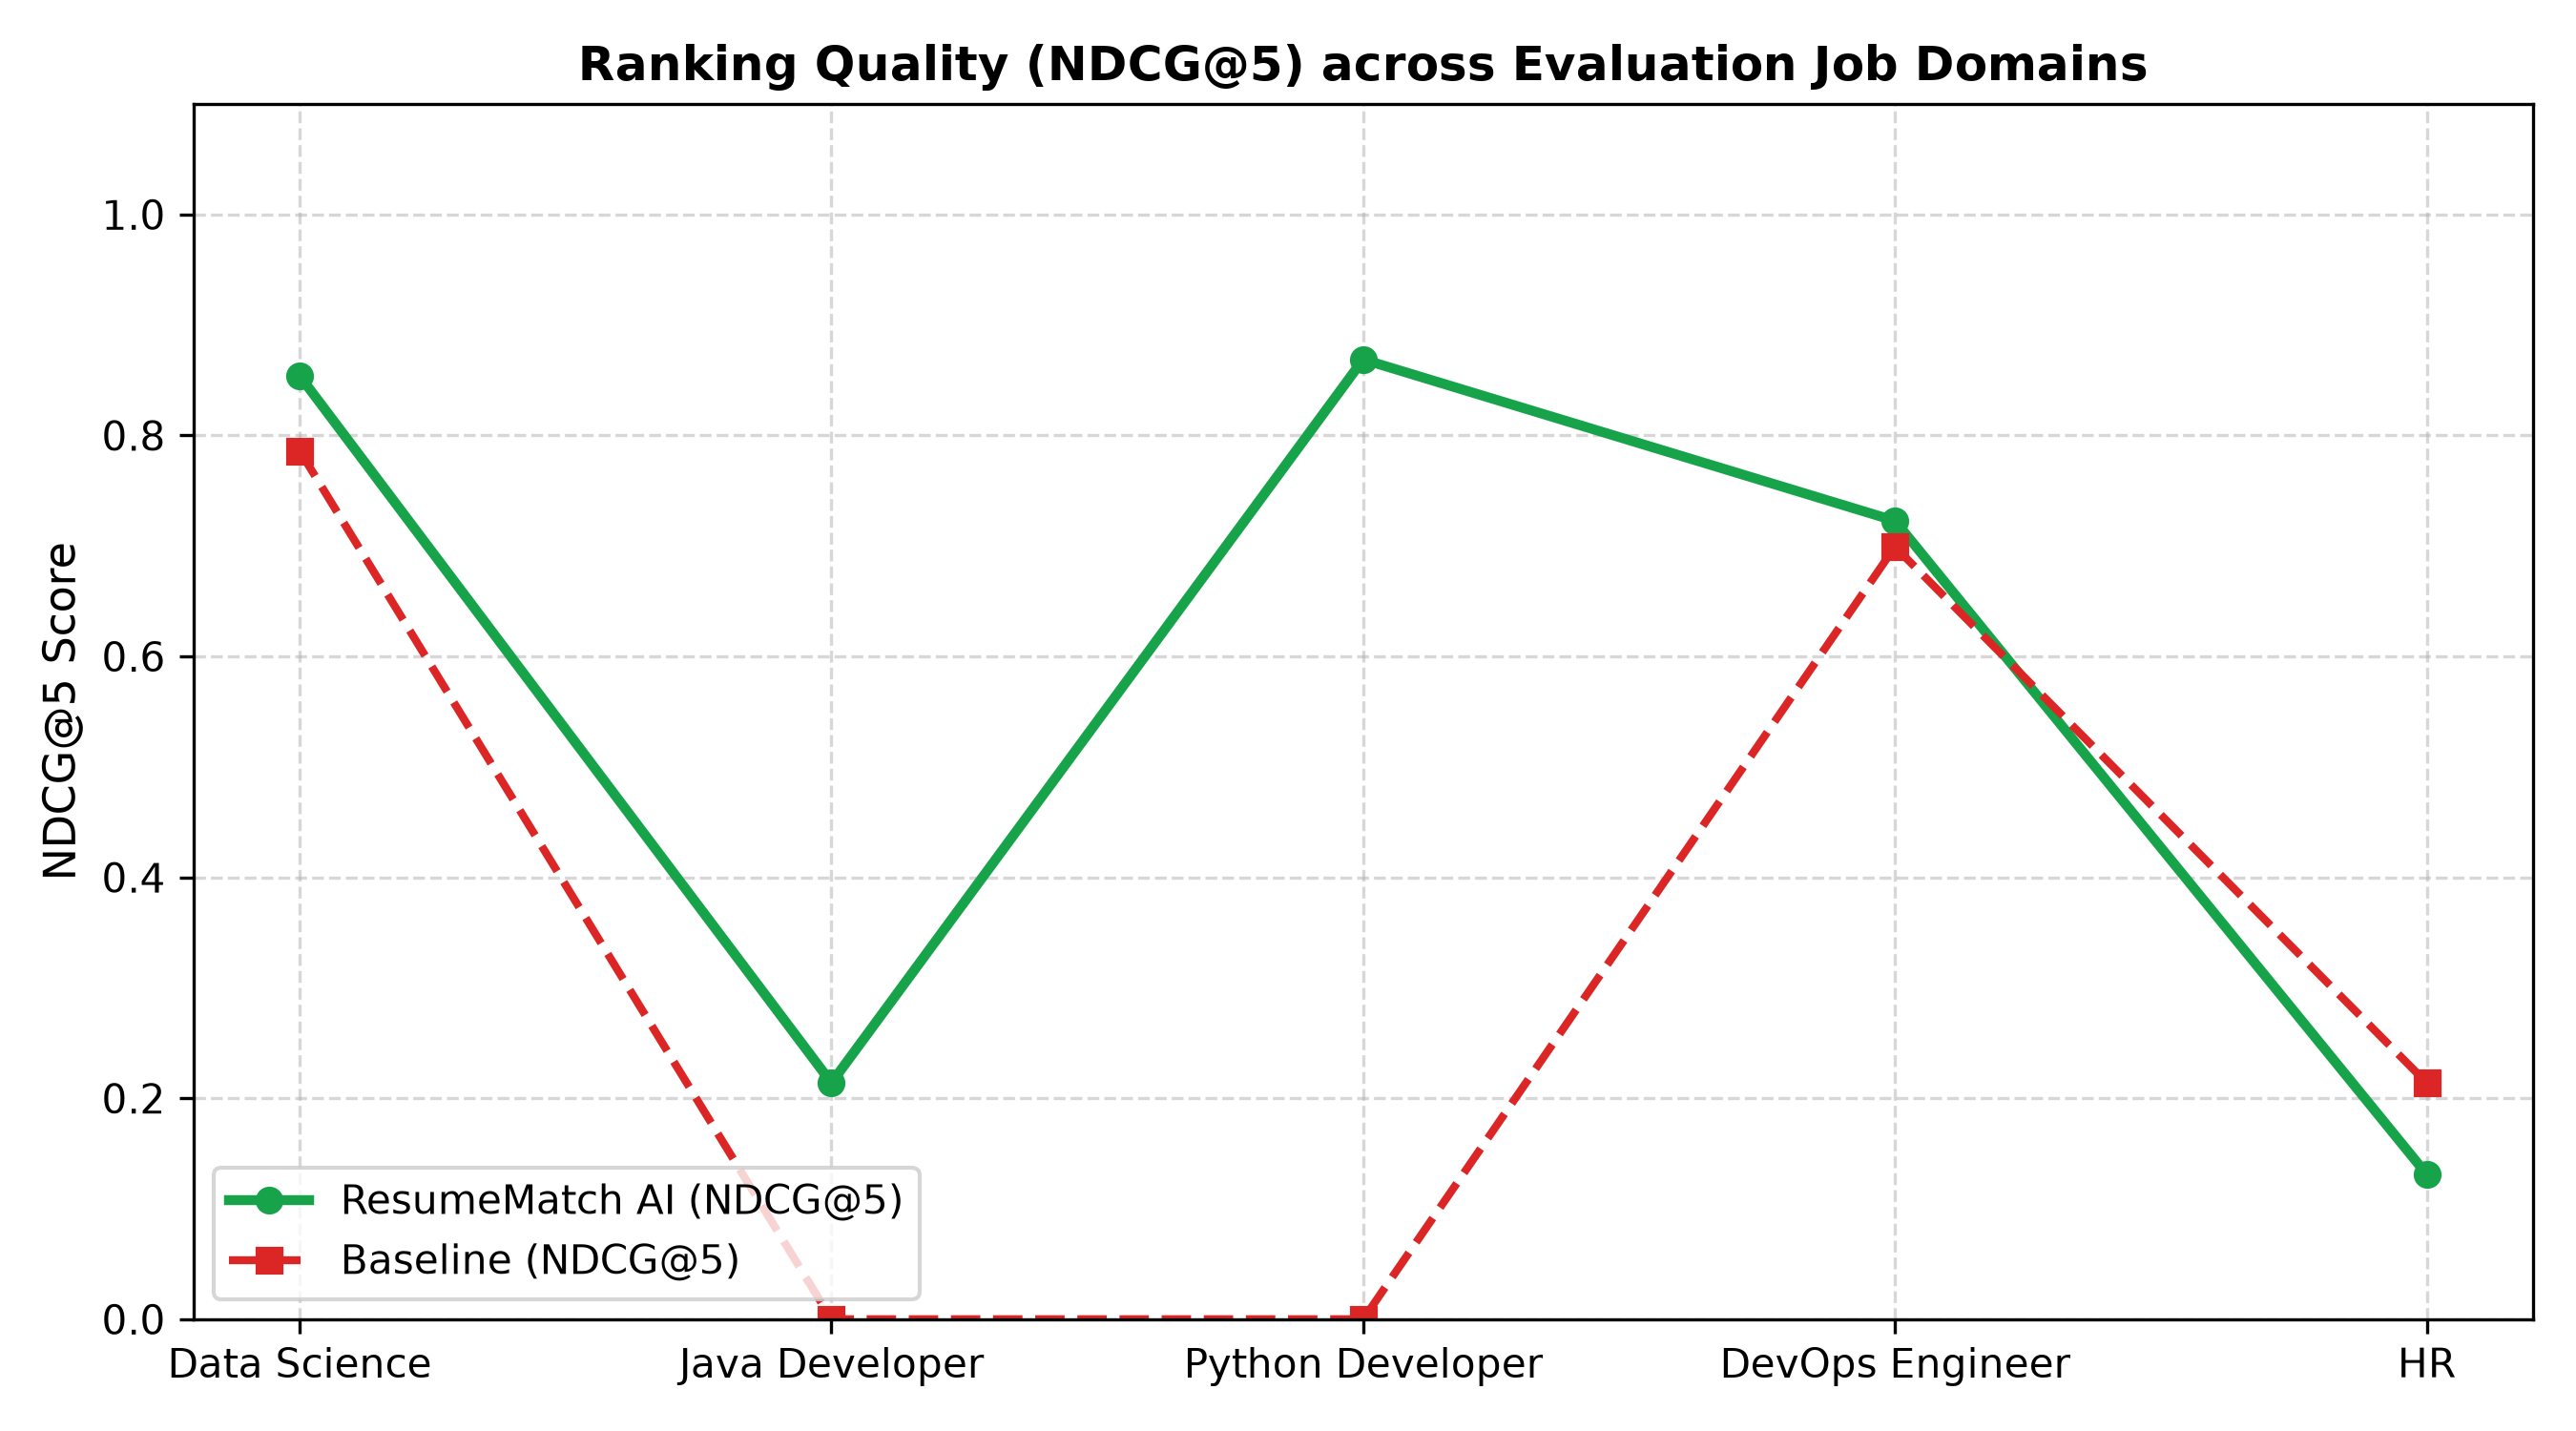 Ranking Quality (NDCG@5) across Evaluation Job Domains
NDCG@5 Score
1.0
0.8
0.6
0.4
0.2
0.0
ResumeMatch AI (NDCG@5)
Baseline (NDCG@5)
Data Science
Java Developer
Python Developer
DevOps Engineer
HR